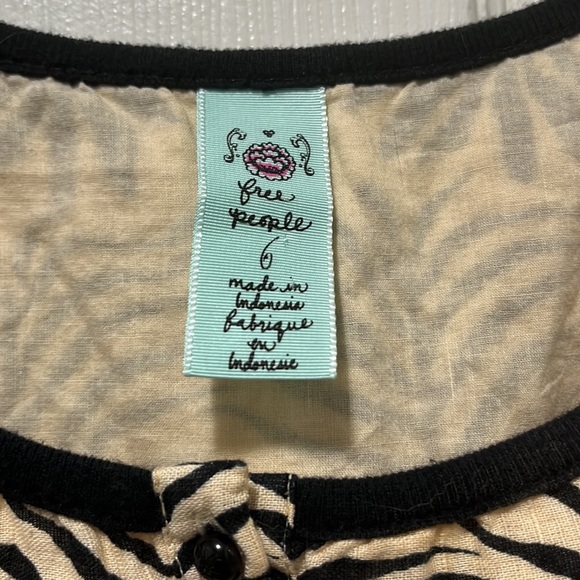 free
people
6
made in
Indonesia
fabrique
en
Indonesie